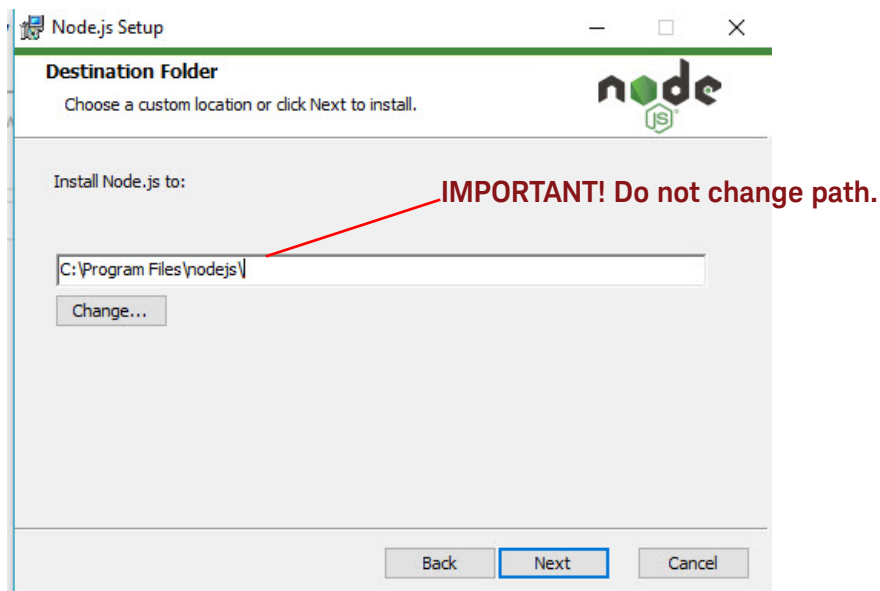 Node.js Setup
Destination Folder
Choose a custom location or click Next to install.
node
JS
Install Node.js to:
IMPORTANT! Do not change path.
C:\Program Files\nodejs\
Change...
Back
Next
Cancel